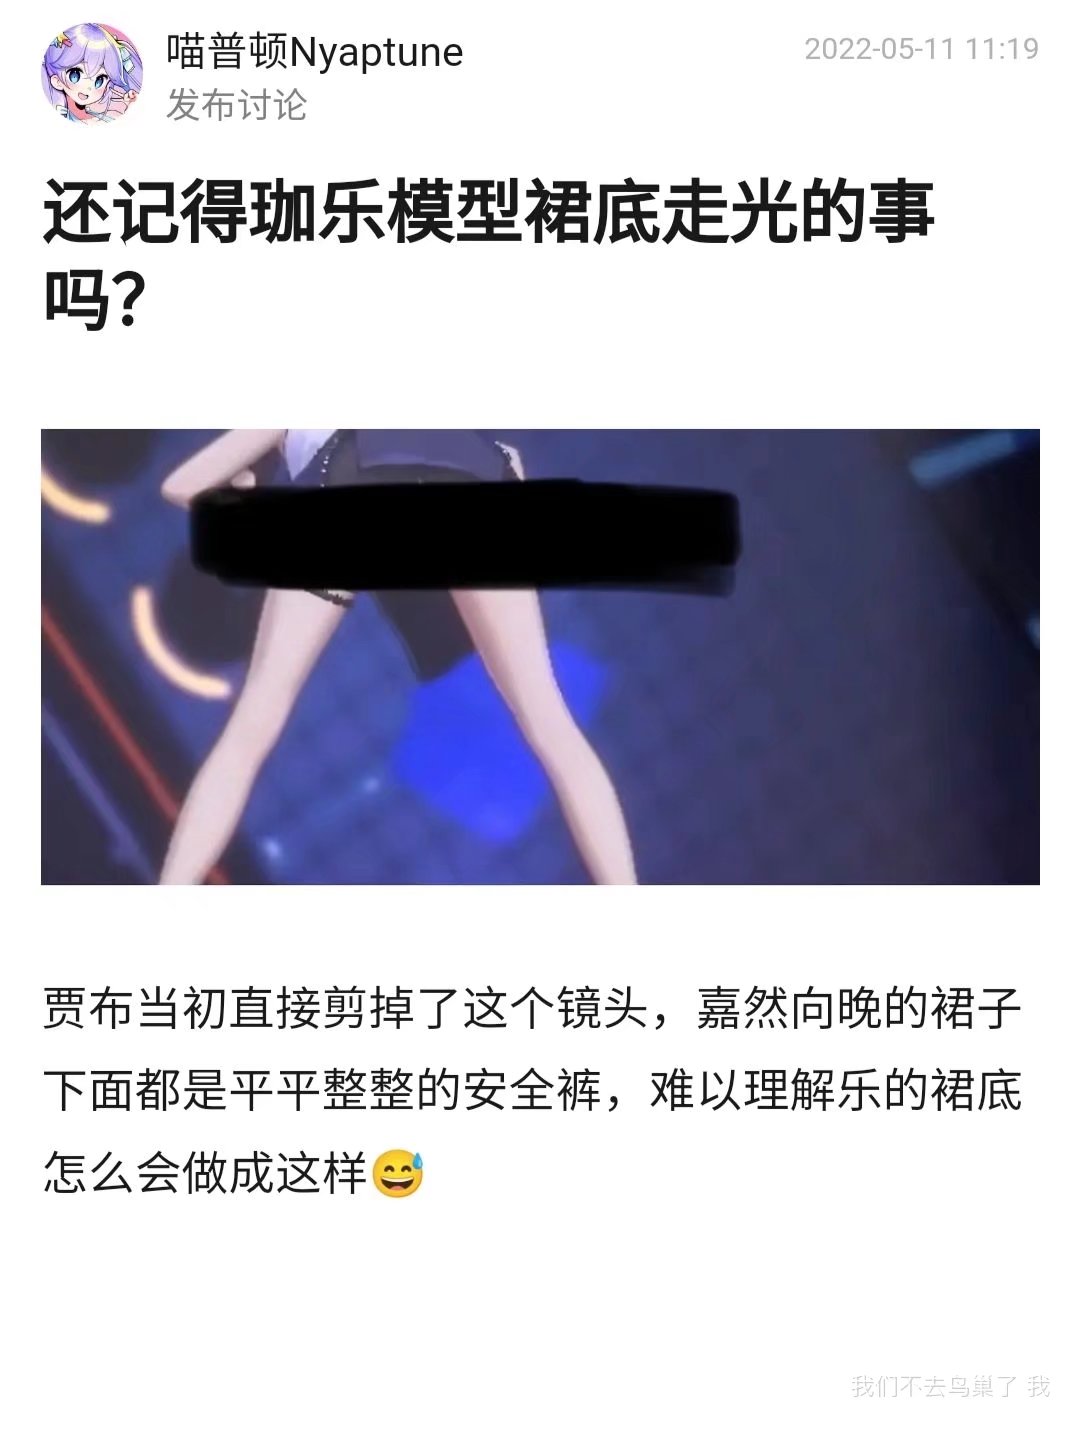 喵普顿Nyaptune
2022-05-11 11:19
发布讨论
还记得珈乐模型裙底走光的事
吗？
贾布当初直接剪掉了这个镜头，嘉然向晚的裙子
下面都是平平整整的安全裤，难以理解乐的裙底
怎么会做成这样😅
我们不去鸟巢了 我